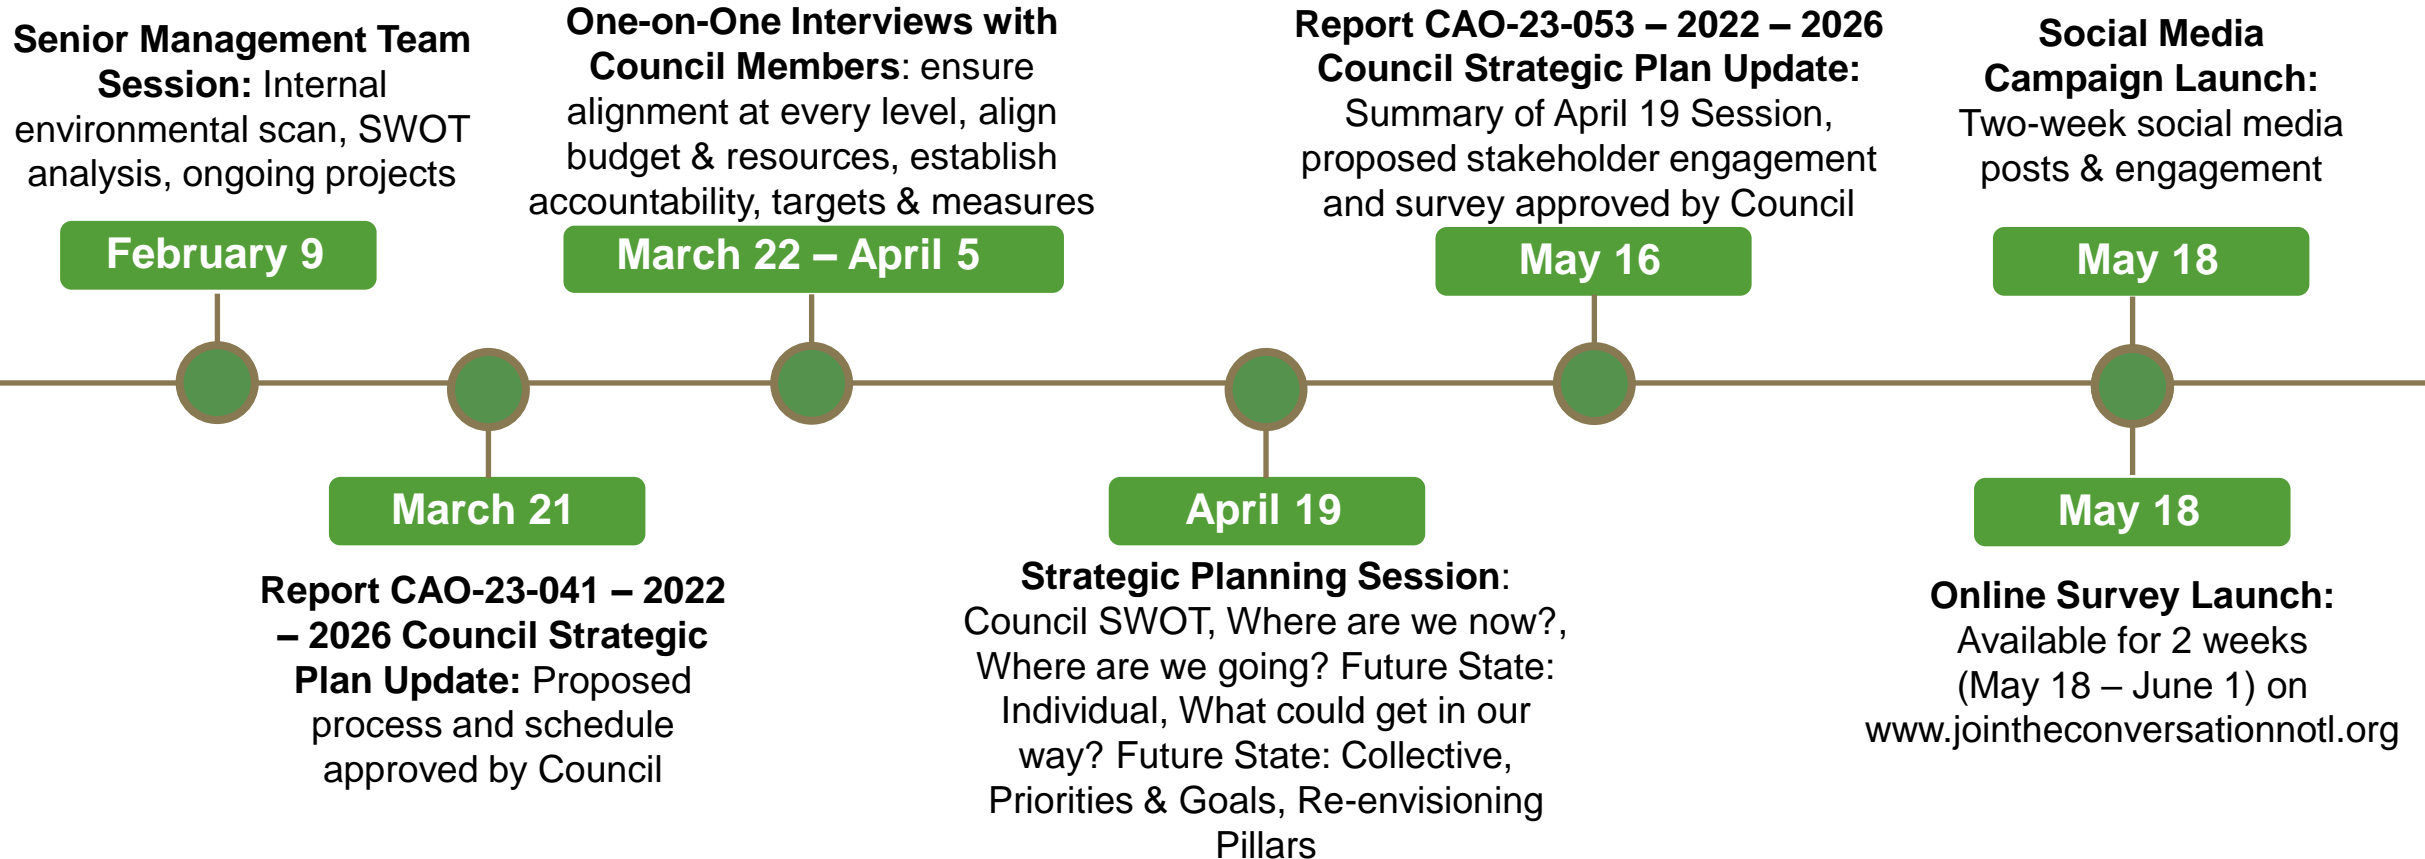 Senior Management Team
Session: Internal
environmental scan, SWOT
analysis, ongoing projects
February 9
One-on-One Interviews with
Council Members: ensure
alignment at every level, align
budget & resources, establish
accountability, targets & measures
March 22 – April 5
Report CAO-23-053 – 2022 – 2026
Council Strategic Plan Update:
Summary of April 19 Session,
proposed stakeholder engagement
and survey approved by Council
May 16
Social Media
Campaign Launch:
Two-week social media
posts & engagement
May 18
March 21
Report CAO-23-041 – 2022
– 2026 Council Strategic
Plan Update: Proposed
process and schedule
approved by Council
April 19
Strategic Planning Session:
Council SWOT, Where are we now?,
Where are we going? Future State:
Individual, What could get in our
way? Future State: Collective,
Priorities & Goals, Re-envisioning
Pillars
May 18
Online Survey Launch:
Available for 2 weeks
(May 18 – June 1) on
www.jointheconversationnotl.org